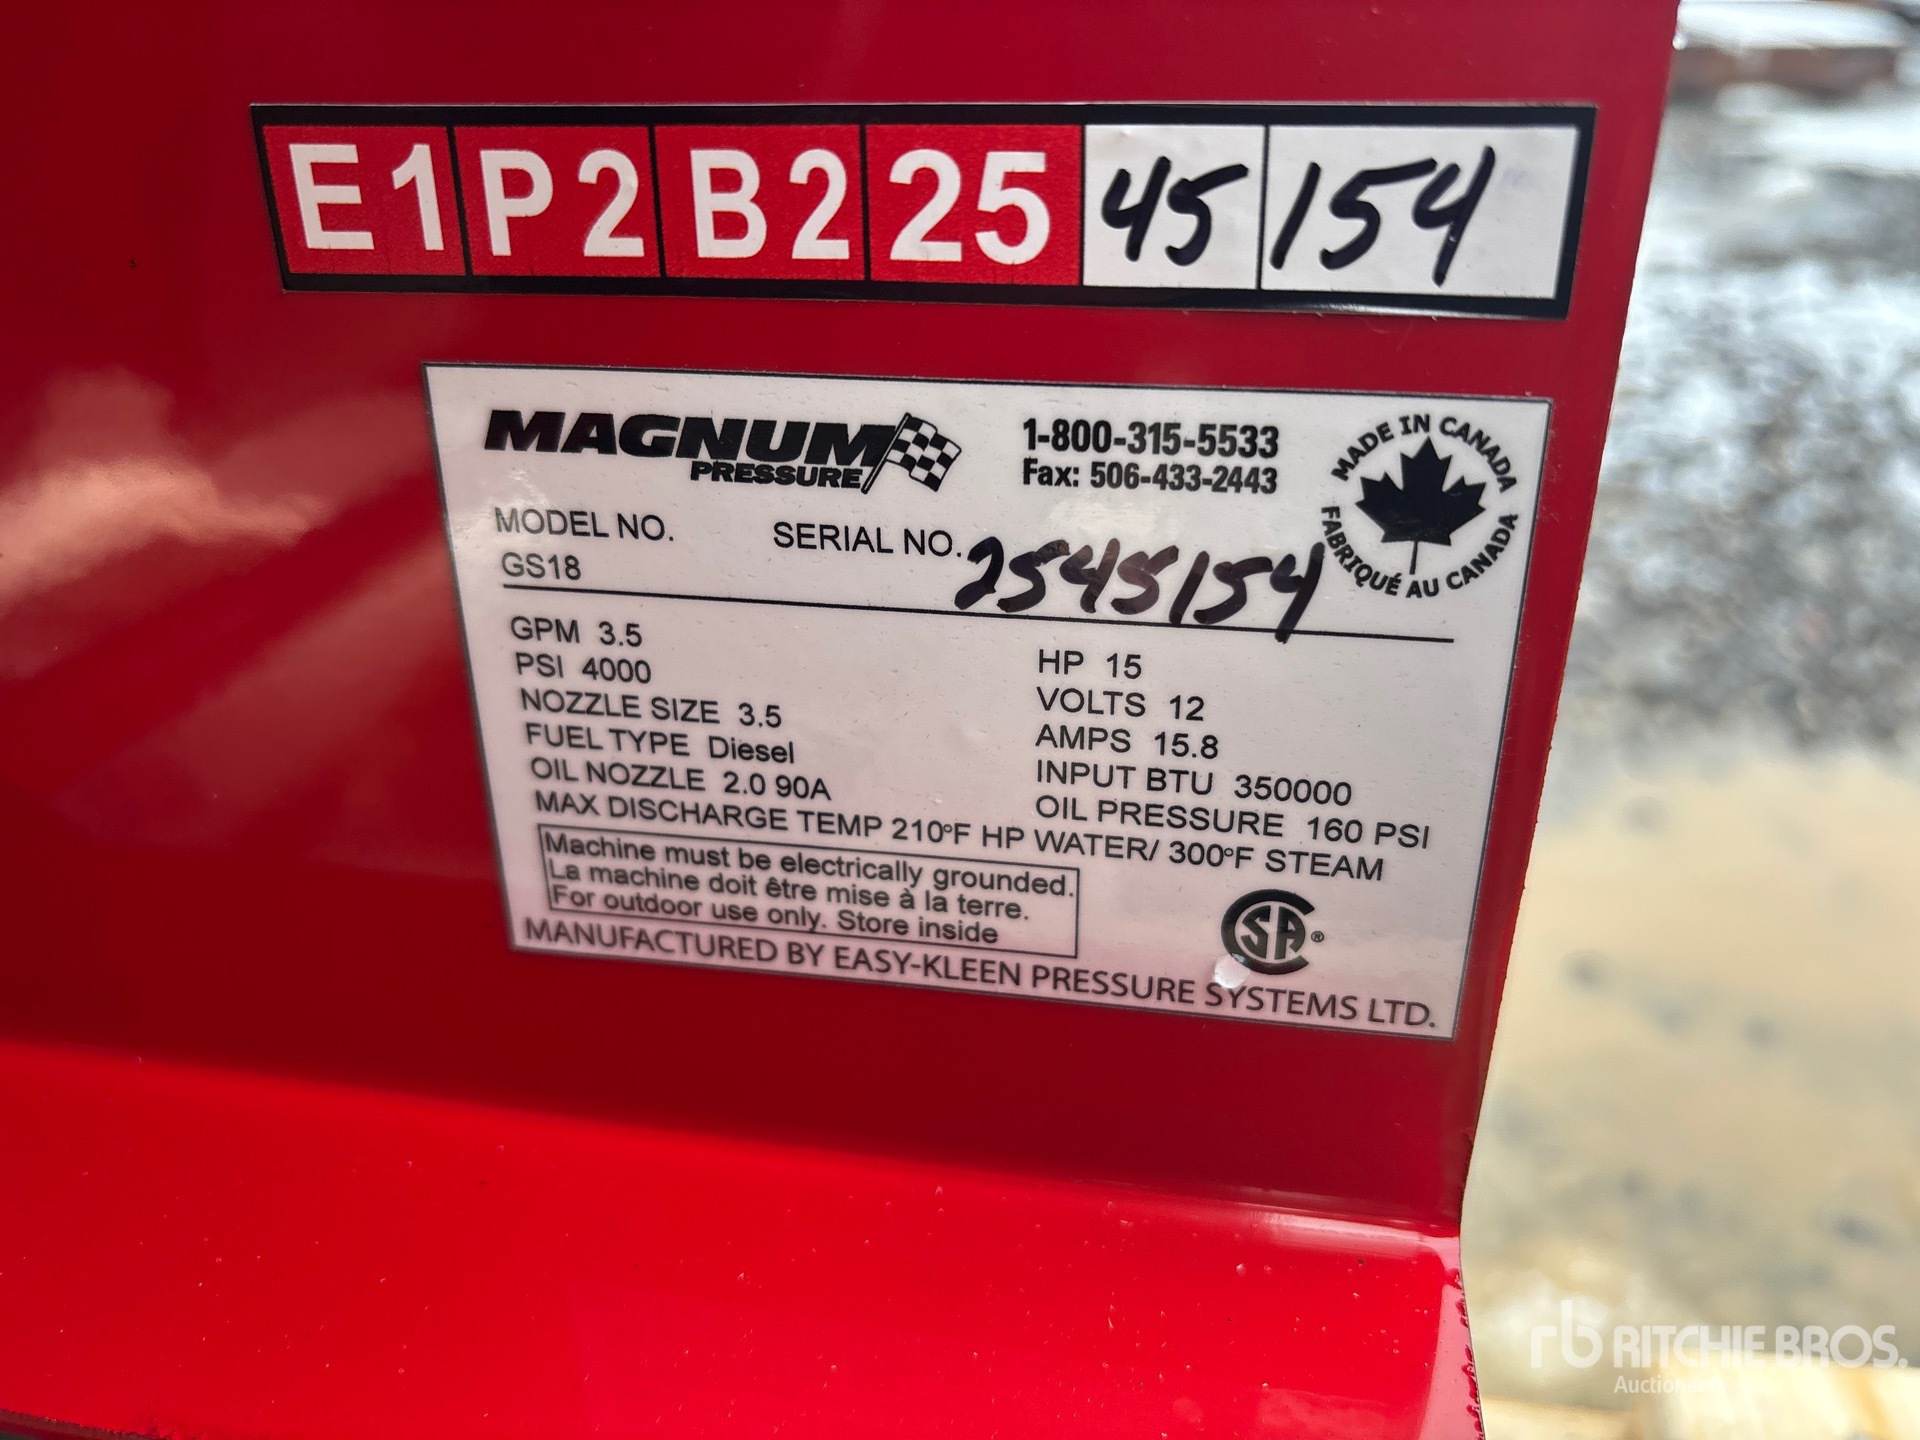 E1 P2 B2 25 45 154
MAGNUM
PRESSURE
1-800-315-5533
Fax: 506-433-2443
MADE IN CANADA
FABRIQUÉ AU CANADA
MODEL NO.
GS18
SERIAL NO. 2545154
GPM 3.5
PSI 4000
NOZZLE SIZE 3.5
FUEL TYPE Diesel
OIL NOZZLE 2.0 90A
HP 15
VOLTS 12
AMPS 15.8
INPUT BTU 350000
OIL PRESSURE 160 PSI
MAX DISCHARGE TEMP 210°F HP WATER/ 300°F STEAM
Machine must be electrically grounded.
La machine doit être mise à la terre.
For outdoor use only. Store inside
CSA ®
MANUFACTURED BY EASY-KLEEN PRESSURE SYSTEMS LTD.
rb RITCHIE BROS.
Auctioneers